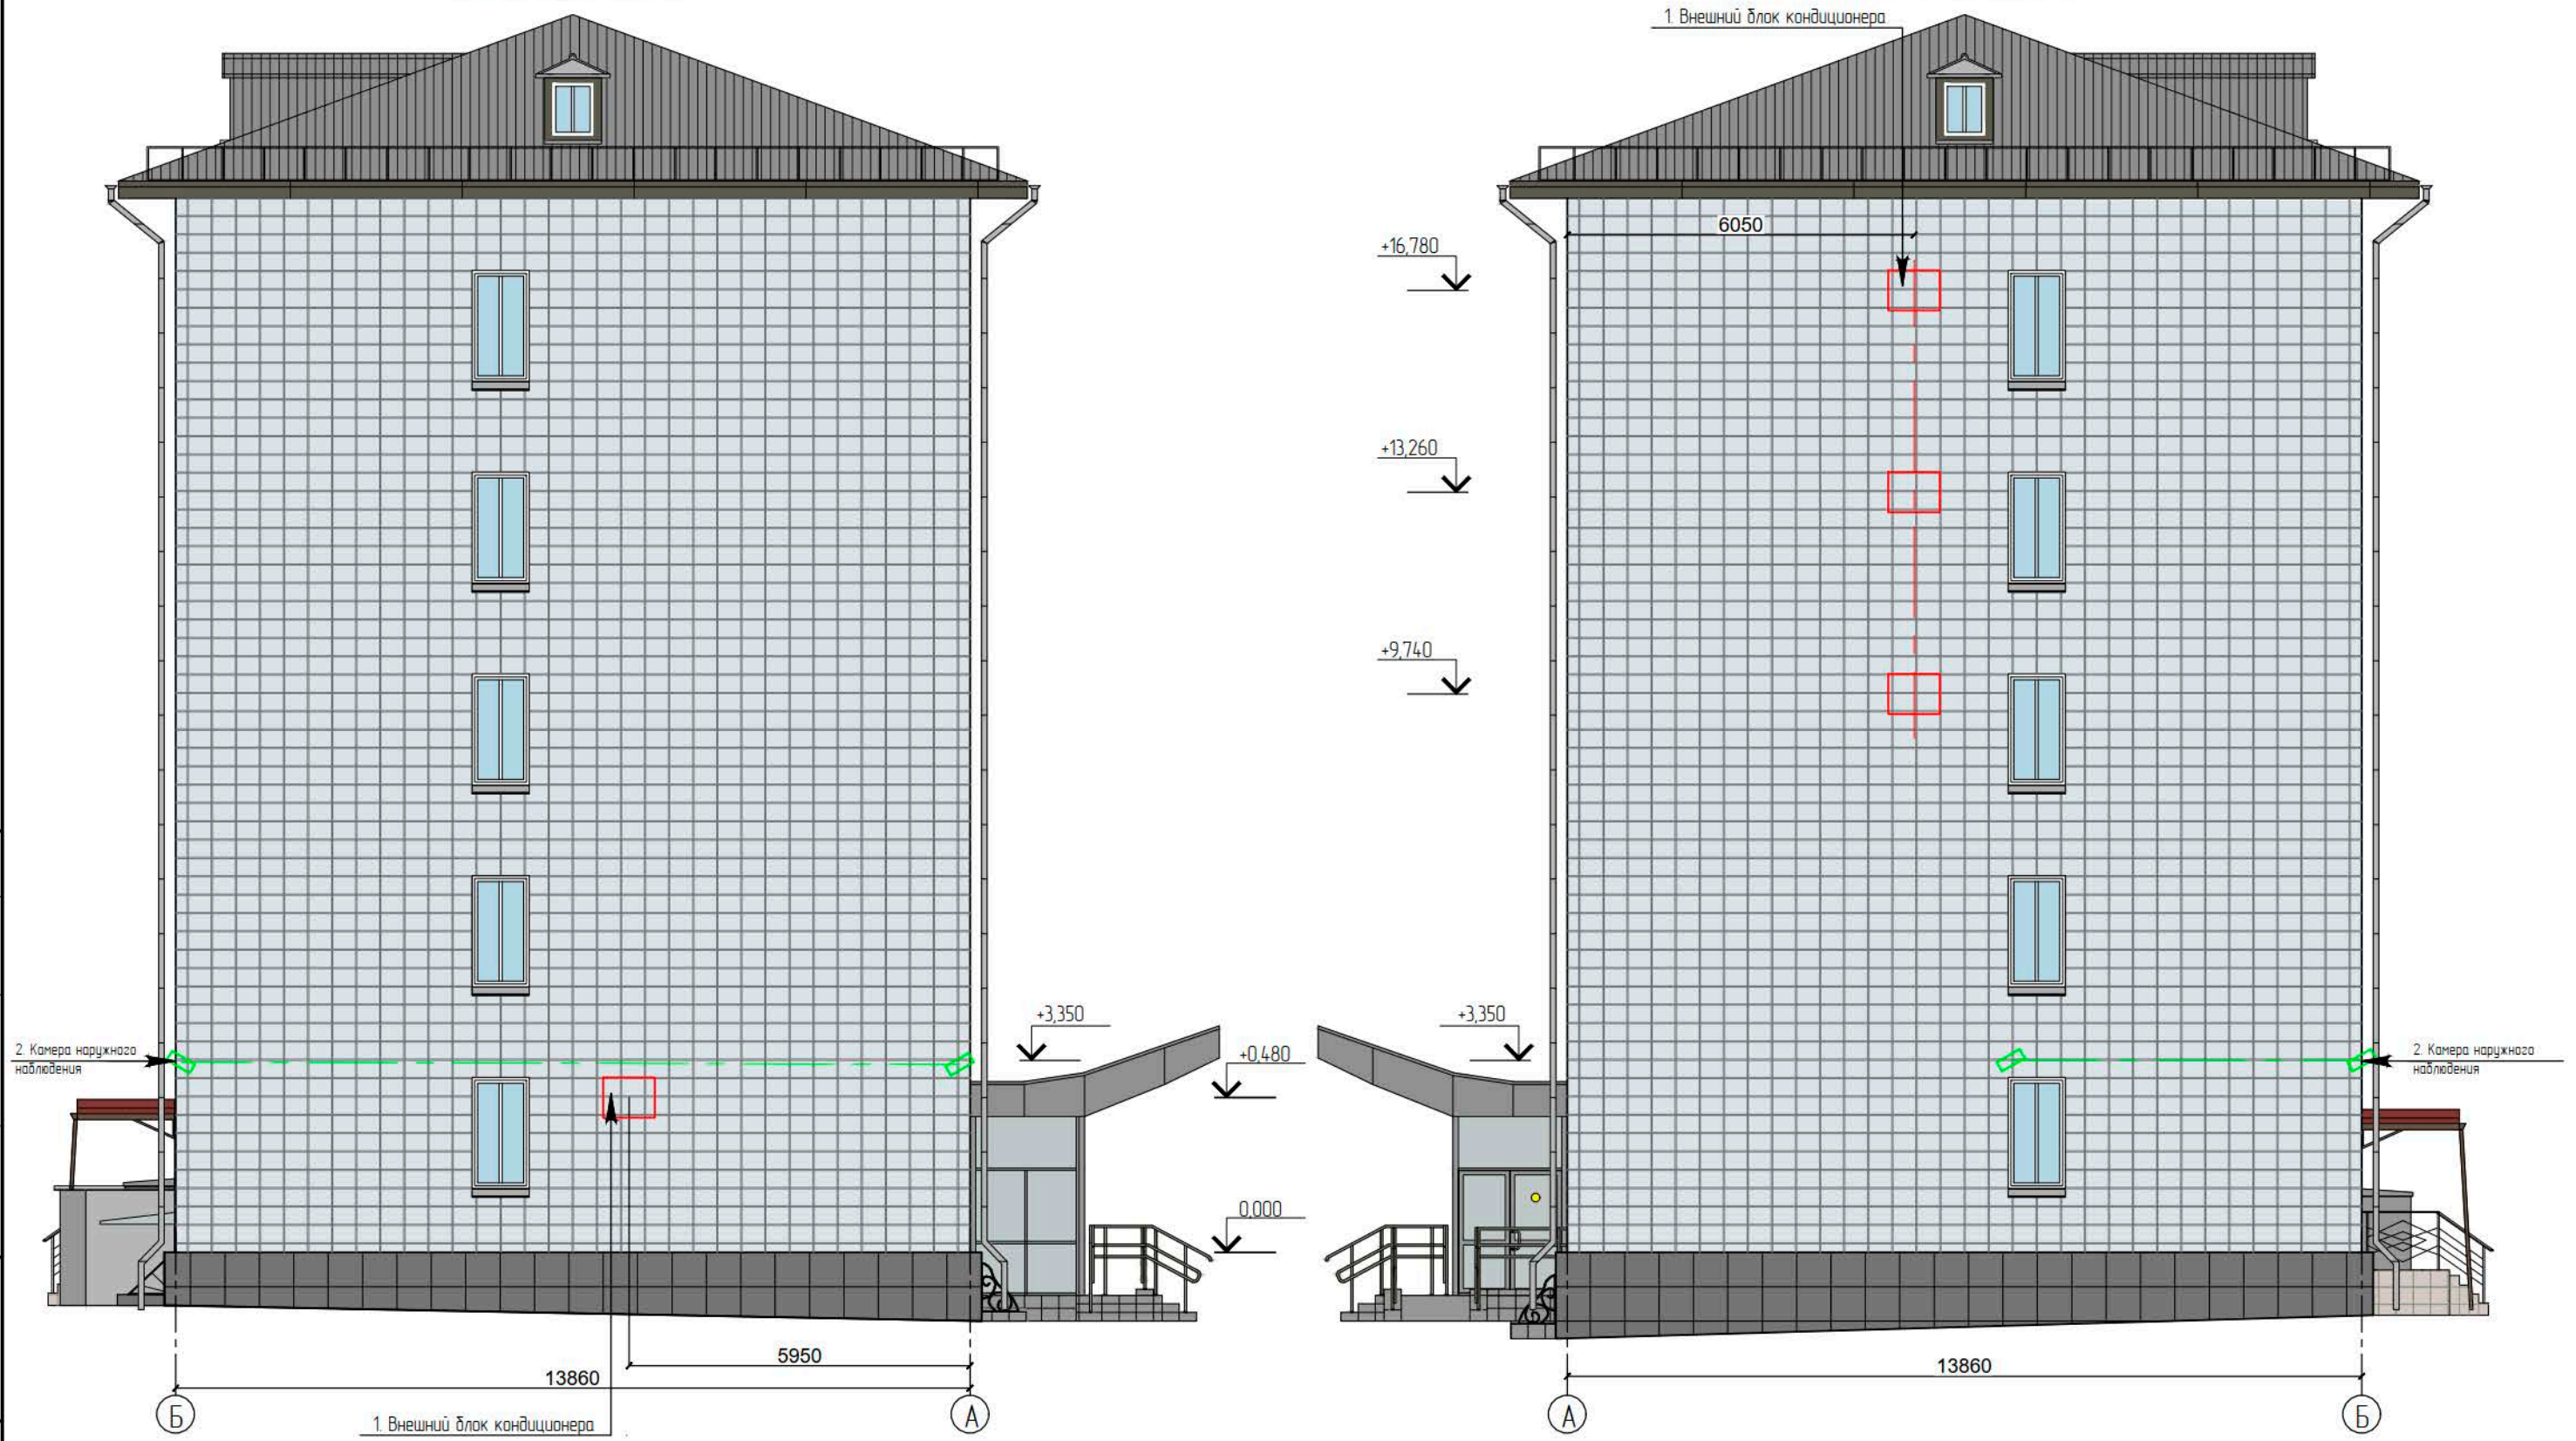 1. Внешний блок кондиционера
6050
+16,780
+13,260
+9,740
+3,350
+3,350
+0,480
2. Камера наружного
наблюдения
2. Камера наружного
наблюдения
0,000
5950
13860
13860
Б
А
А
Б
1. Внешний блок кондиционера